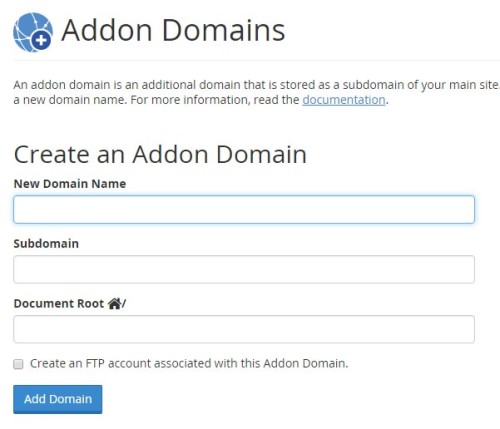 Addon Domains
An addon domain is an additional domain that is stored as a subdomain of your main site.
a new domain name. For more information, read the documentation.
Create an Addon Domain
New Domain Name
Subdomain
Document Root /
Create an FTP account associated with this Addon Domain.
Add Domain